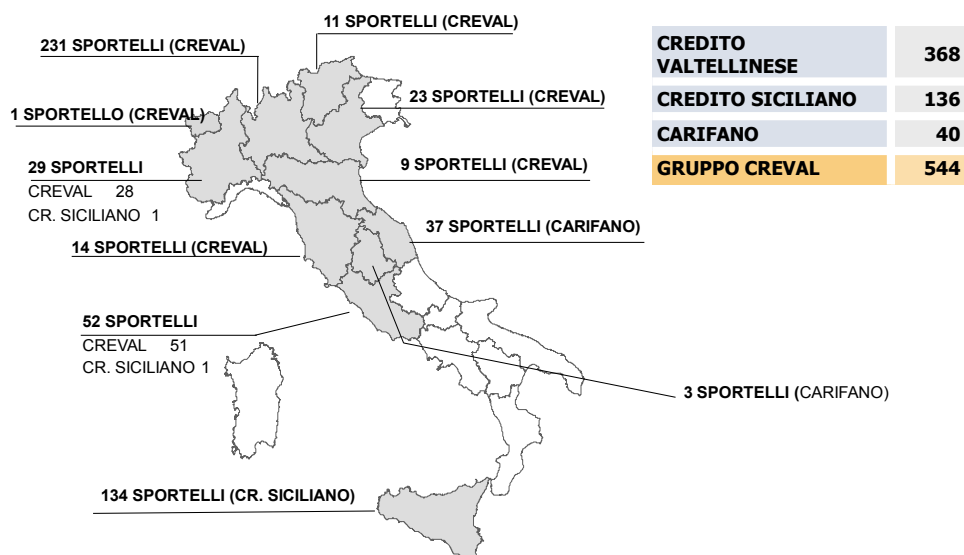 11 SPORTELLI (CREVAL)
231 SPORTELLI (CREVAL)
23 SPORTELLI (CREVAL)
1 SPORTELLO (CREVAL)
9 SPORTELLI (CREVAL)
29 SPORTELLI
CREVAL 28
CR. SICILIANO 1
37 SPORTELLI (CARIFANO)
14 SPORTELLI (CREVAL)
52 SPORTELLI
CREVAL 51
CR. SICILIANO 1
3 SPORTELLI (CARIFANO)
134 SPORTELLI (CR. SICILIANO)
CREDITO
VALTELLINESE 368
CREDITO SICILIANO 136
CARIFANO 40
GRUPPO CREVAL 544